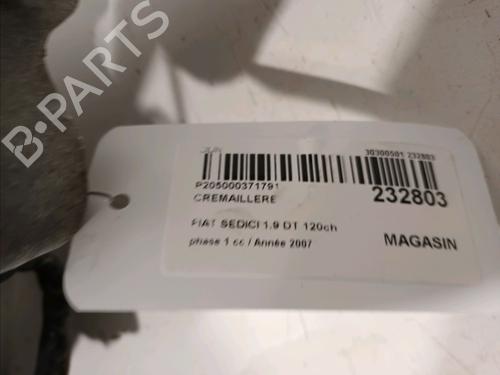 B-PARTS
30300501 232803
P205000371791
232803
CREMAILLERE
FIAT SEDICI 1.9 DT 120ch
MAGASIN
phase 1 cc / Année 2007